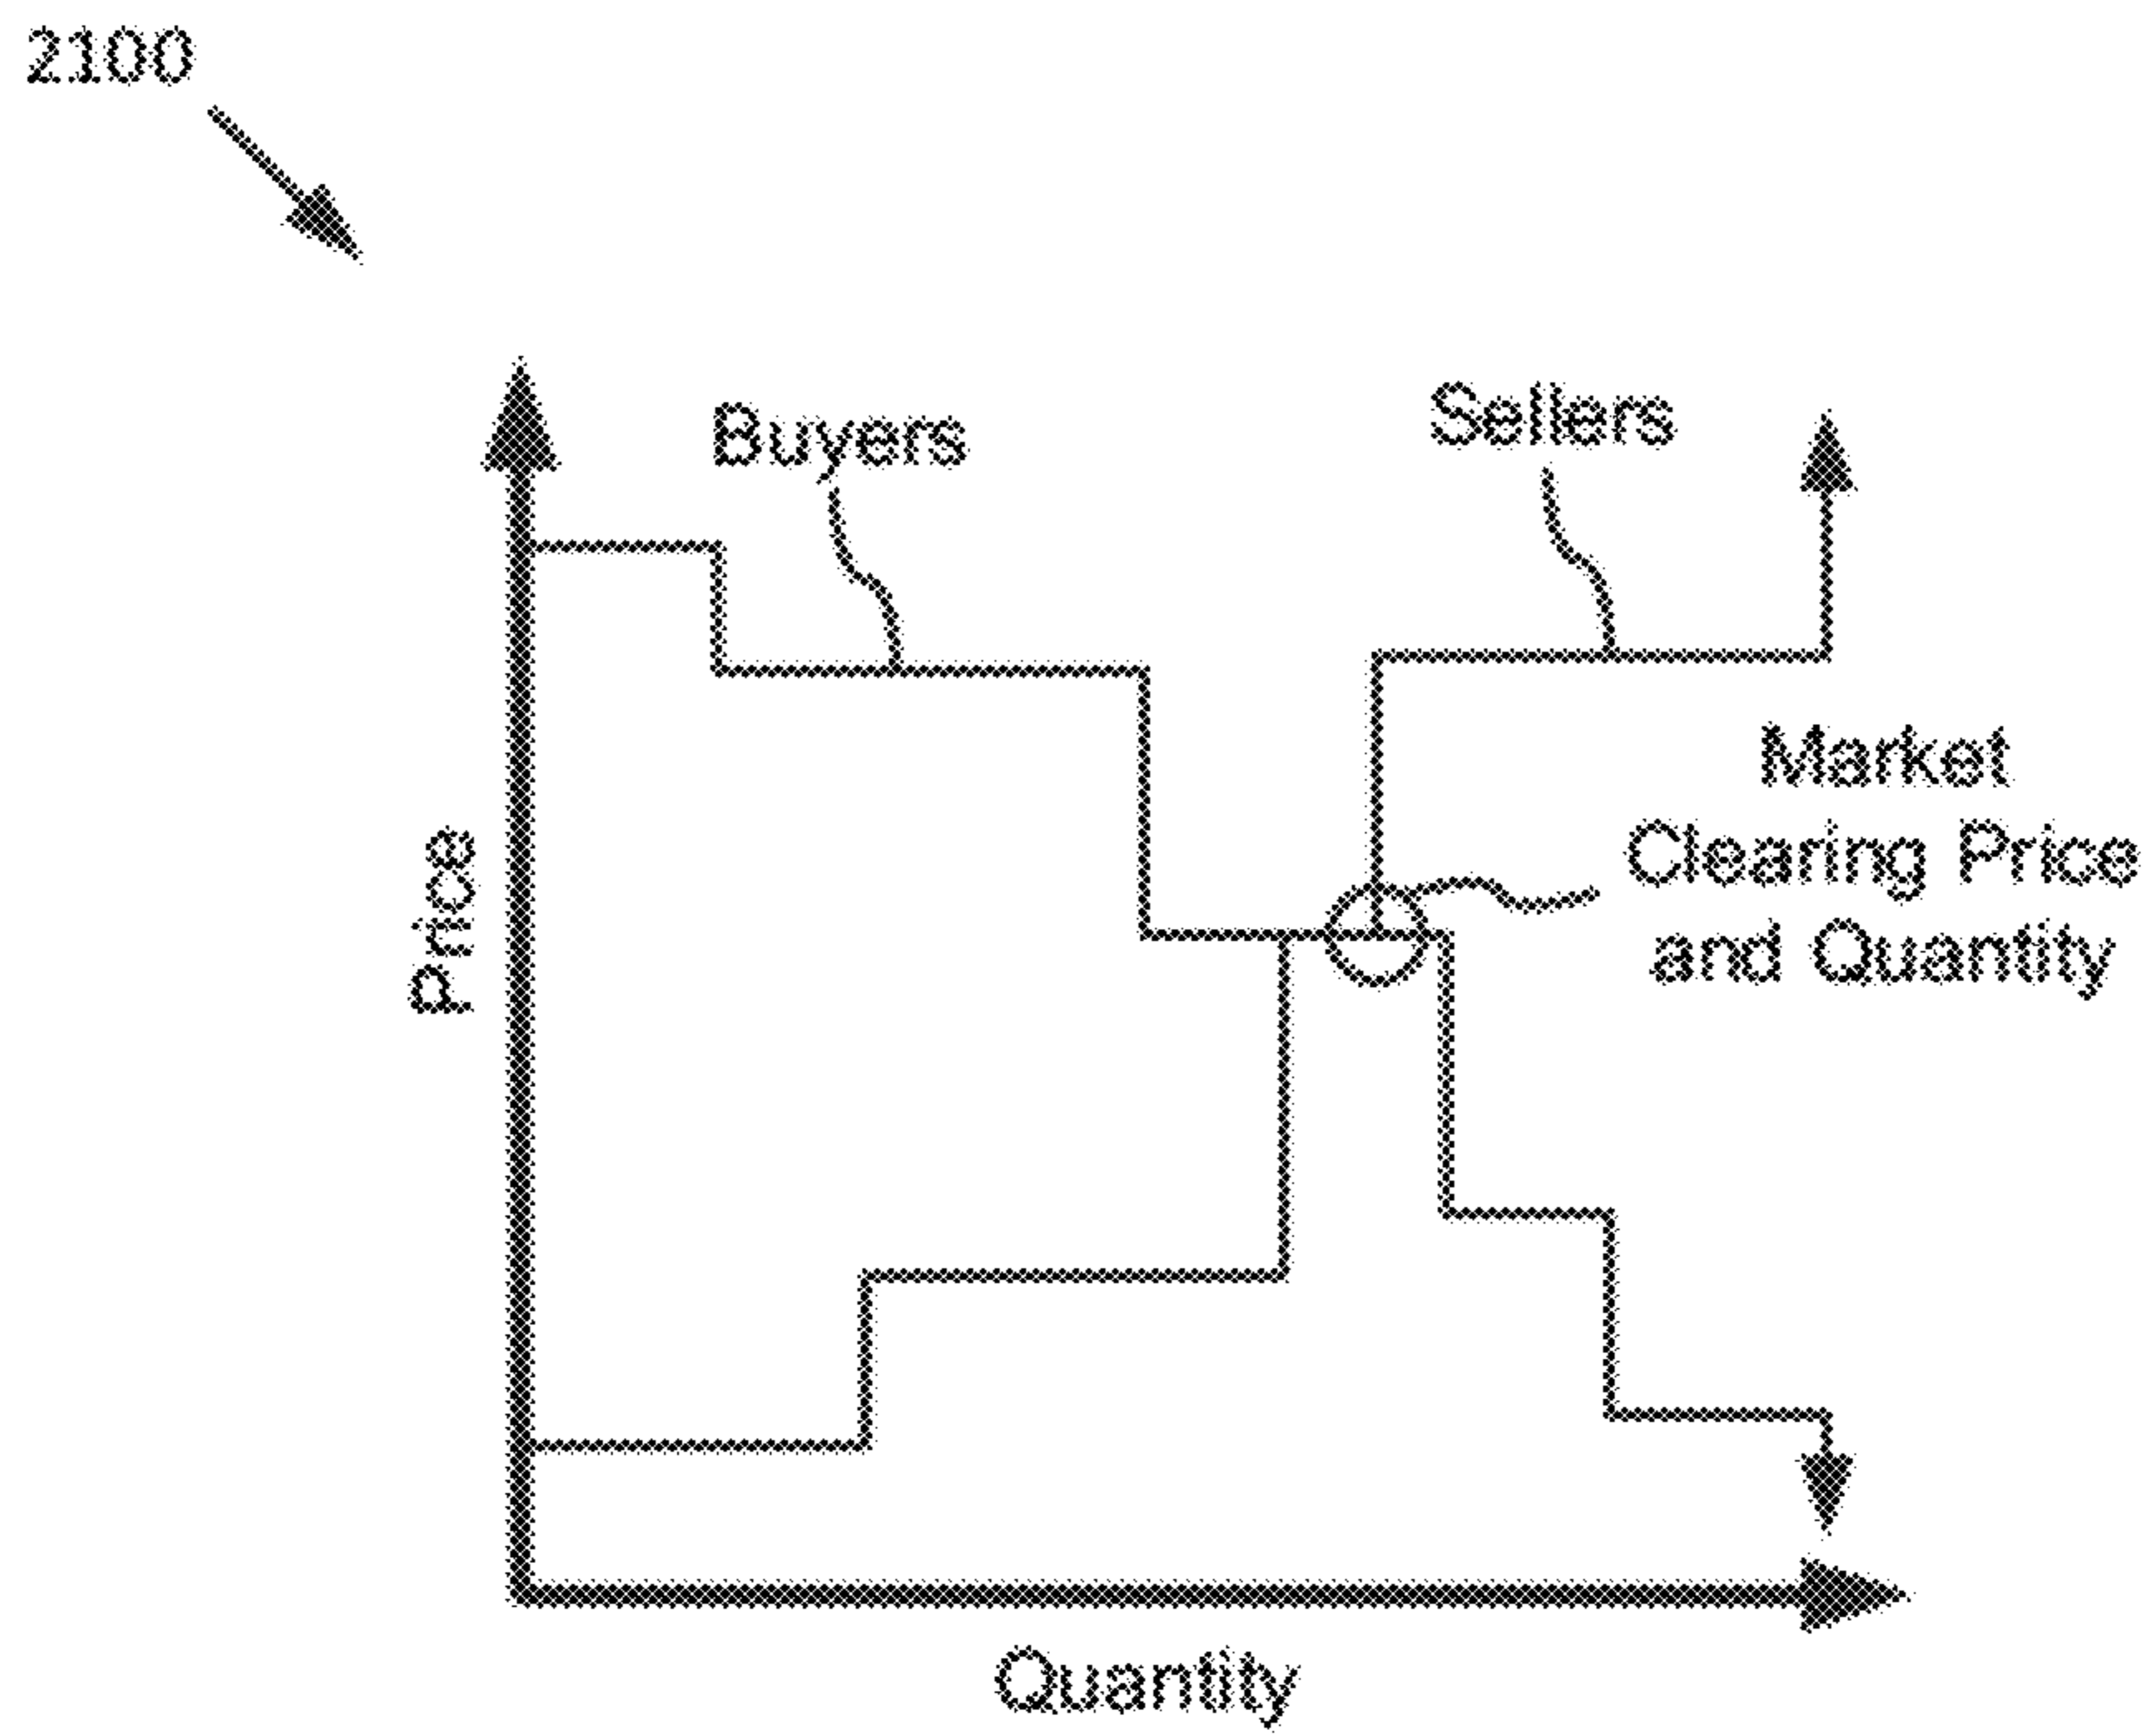 2100
Buyers
Sellers
Market
Clearing Price
and Quantity
Price
Quantity